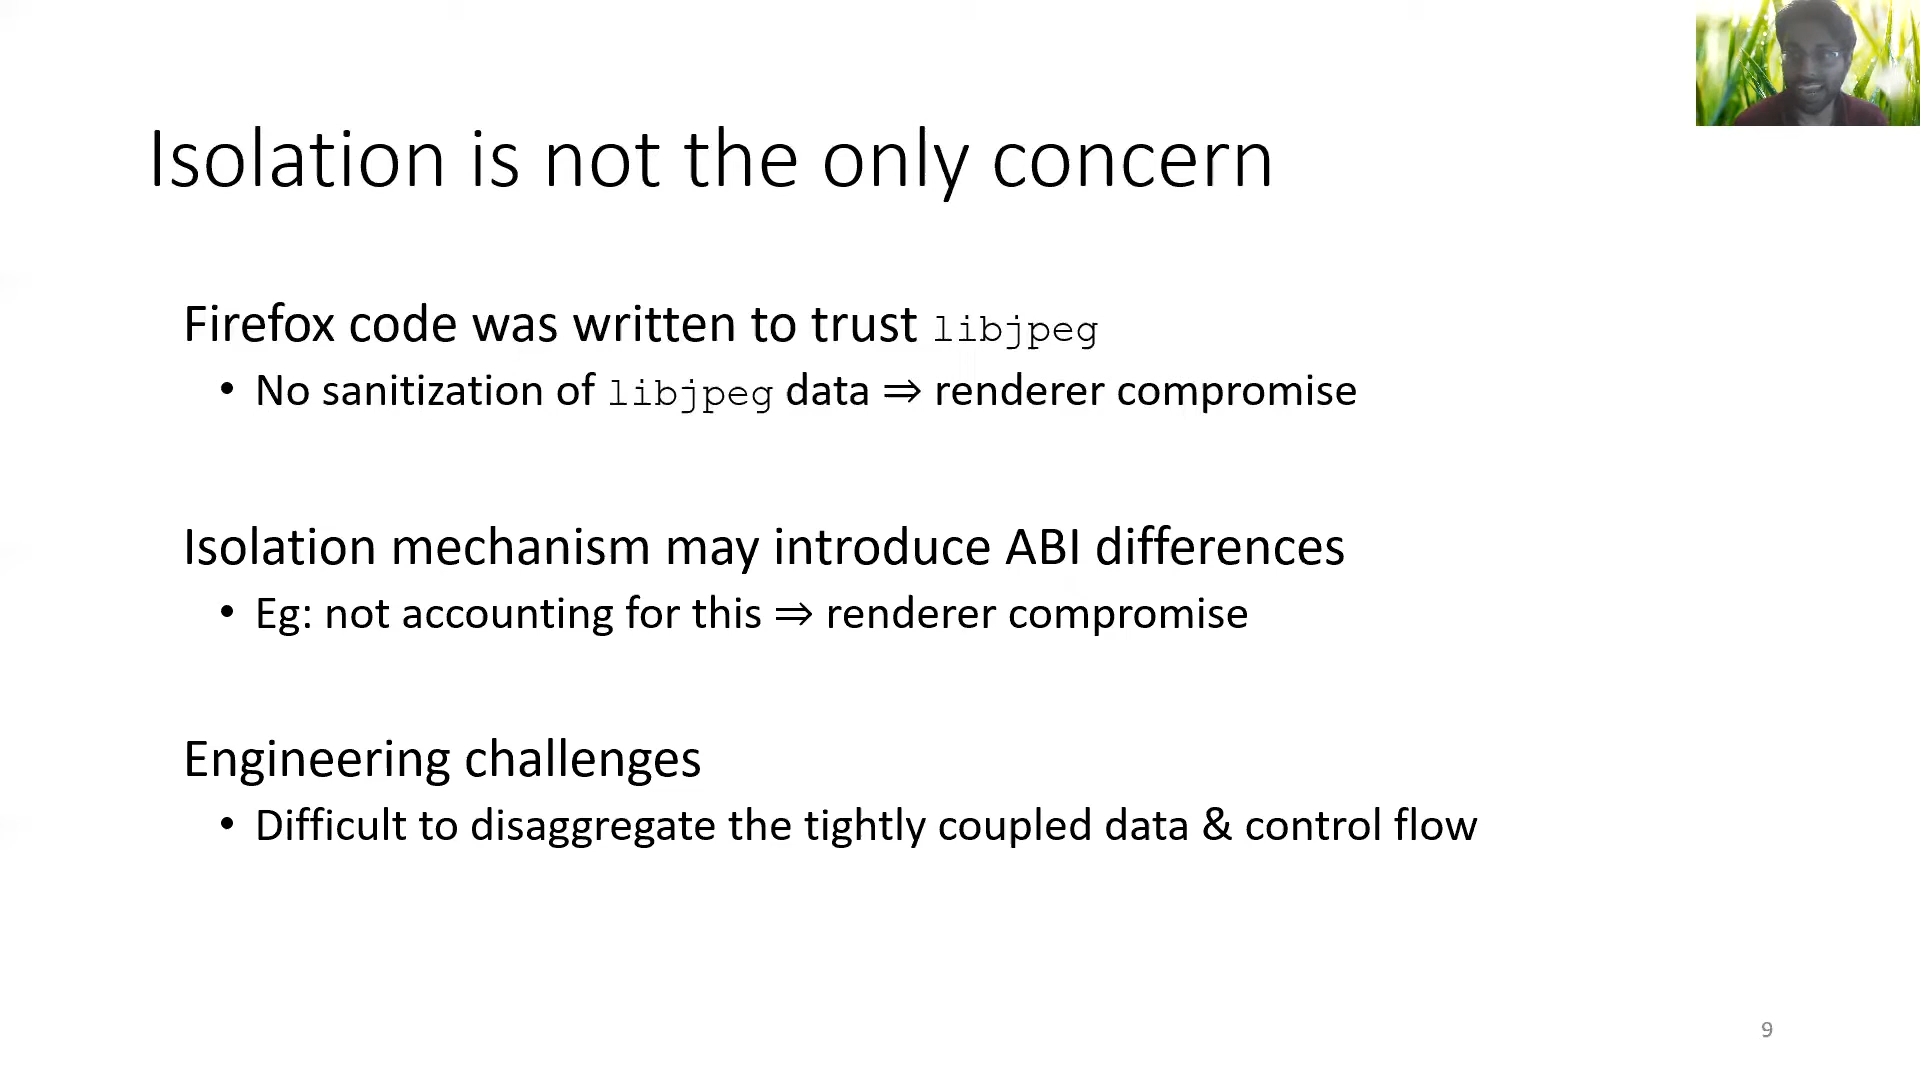 Isolation is not the only concern
Firefox code was written to trust libjpeg
• No sanitization of libjpeg data ⇒ renderer compromise
Isolation mechanism may introduce ABI differences
• Eg: not accounting for this ⇒ renderer compromise
Engineering challenges
• Difficult to disaggregate the tightly coupled data & control flow
9